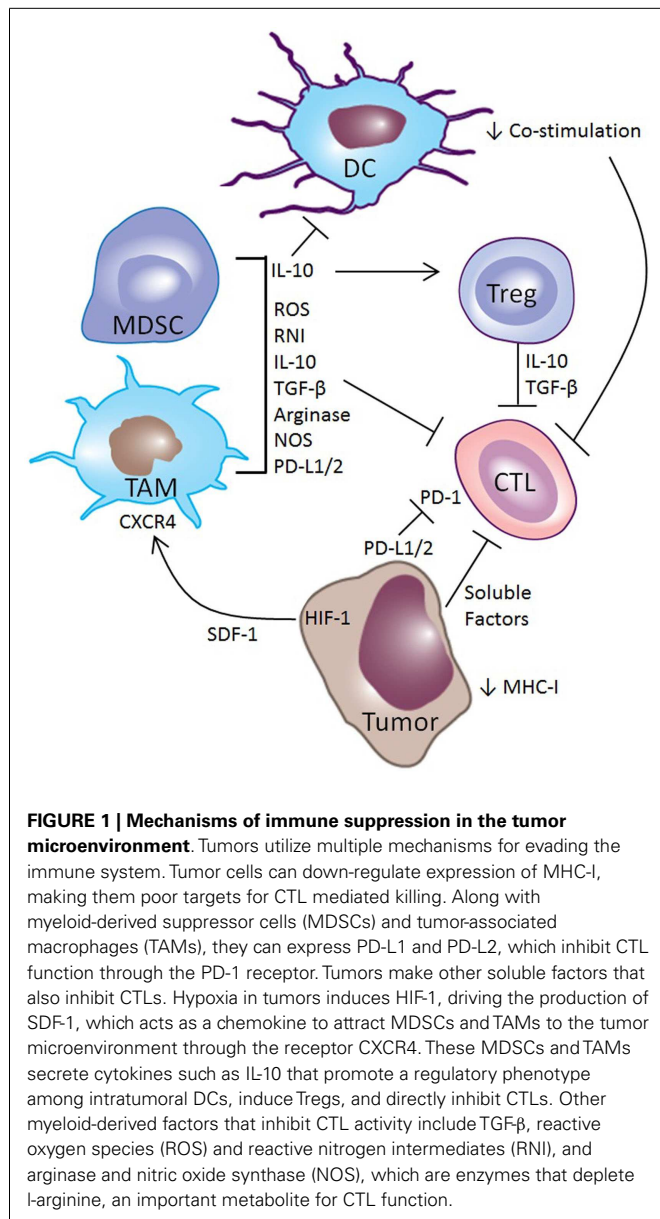 DC
↓ Co-stimulation
MDSC
IL-10
Treg
ROS
RNI
IL-10
TGF-β
Arginase
NOS
PD-L1/2
IL-10
TGF-β
TAM
CXCR4
CTL
PD-1
PD-L1/2
Soluble
Factors
HIF-1
SDF-1
↓ MHC-I
Tumor
FIGURE 1 | Mechanisms of immune suppression in the tumor
microenvironment. Tumors utilize multiple mechanisms for evading the
immune system. Tumor cells can down-regulate expression of MHC-I,
making them poor targets for CTL mediated killing. Along with
myeloid-derived suppressor cells (MDSCs) and tumor-associated
macrophages (TAMs), they can express PD-L1 and PD-L2, which inhibit CTL
function through the PD-1 receptor. Tumors make other soluble factors that
also inhibit CTLs. Hypoxia in tumors induces HIF-1, driving the production of
SDF-1, which acts as a chemokine to attract MDSCs and TAMs to the tumor
microenvironment through the receptor CXCR4. These MDSCs and TAMs
secrete cytokines such as IL-10 that promote a regulatory phenotype
among intratumoral DCs, induce Tregs, and directly inhibit CTLs. Other
myeloid-derived factors that inhibit CTL activity include TGF-β, reactive
oxygen species (ROS) and reactive nitrogen intermediates (RNI), and
arginase and nitric oxide synthase (NOS), which are enzymes that deplete
l-arginine, an important metabolite for CTL function.